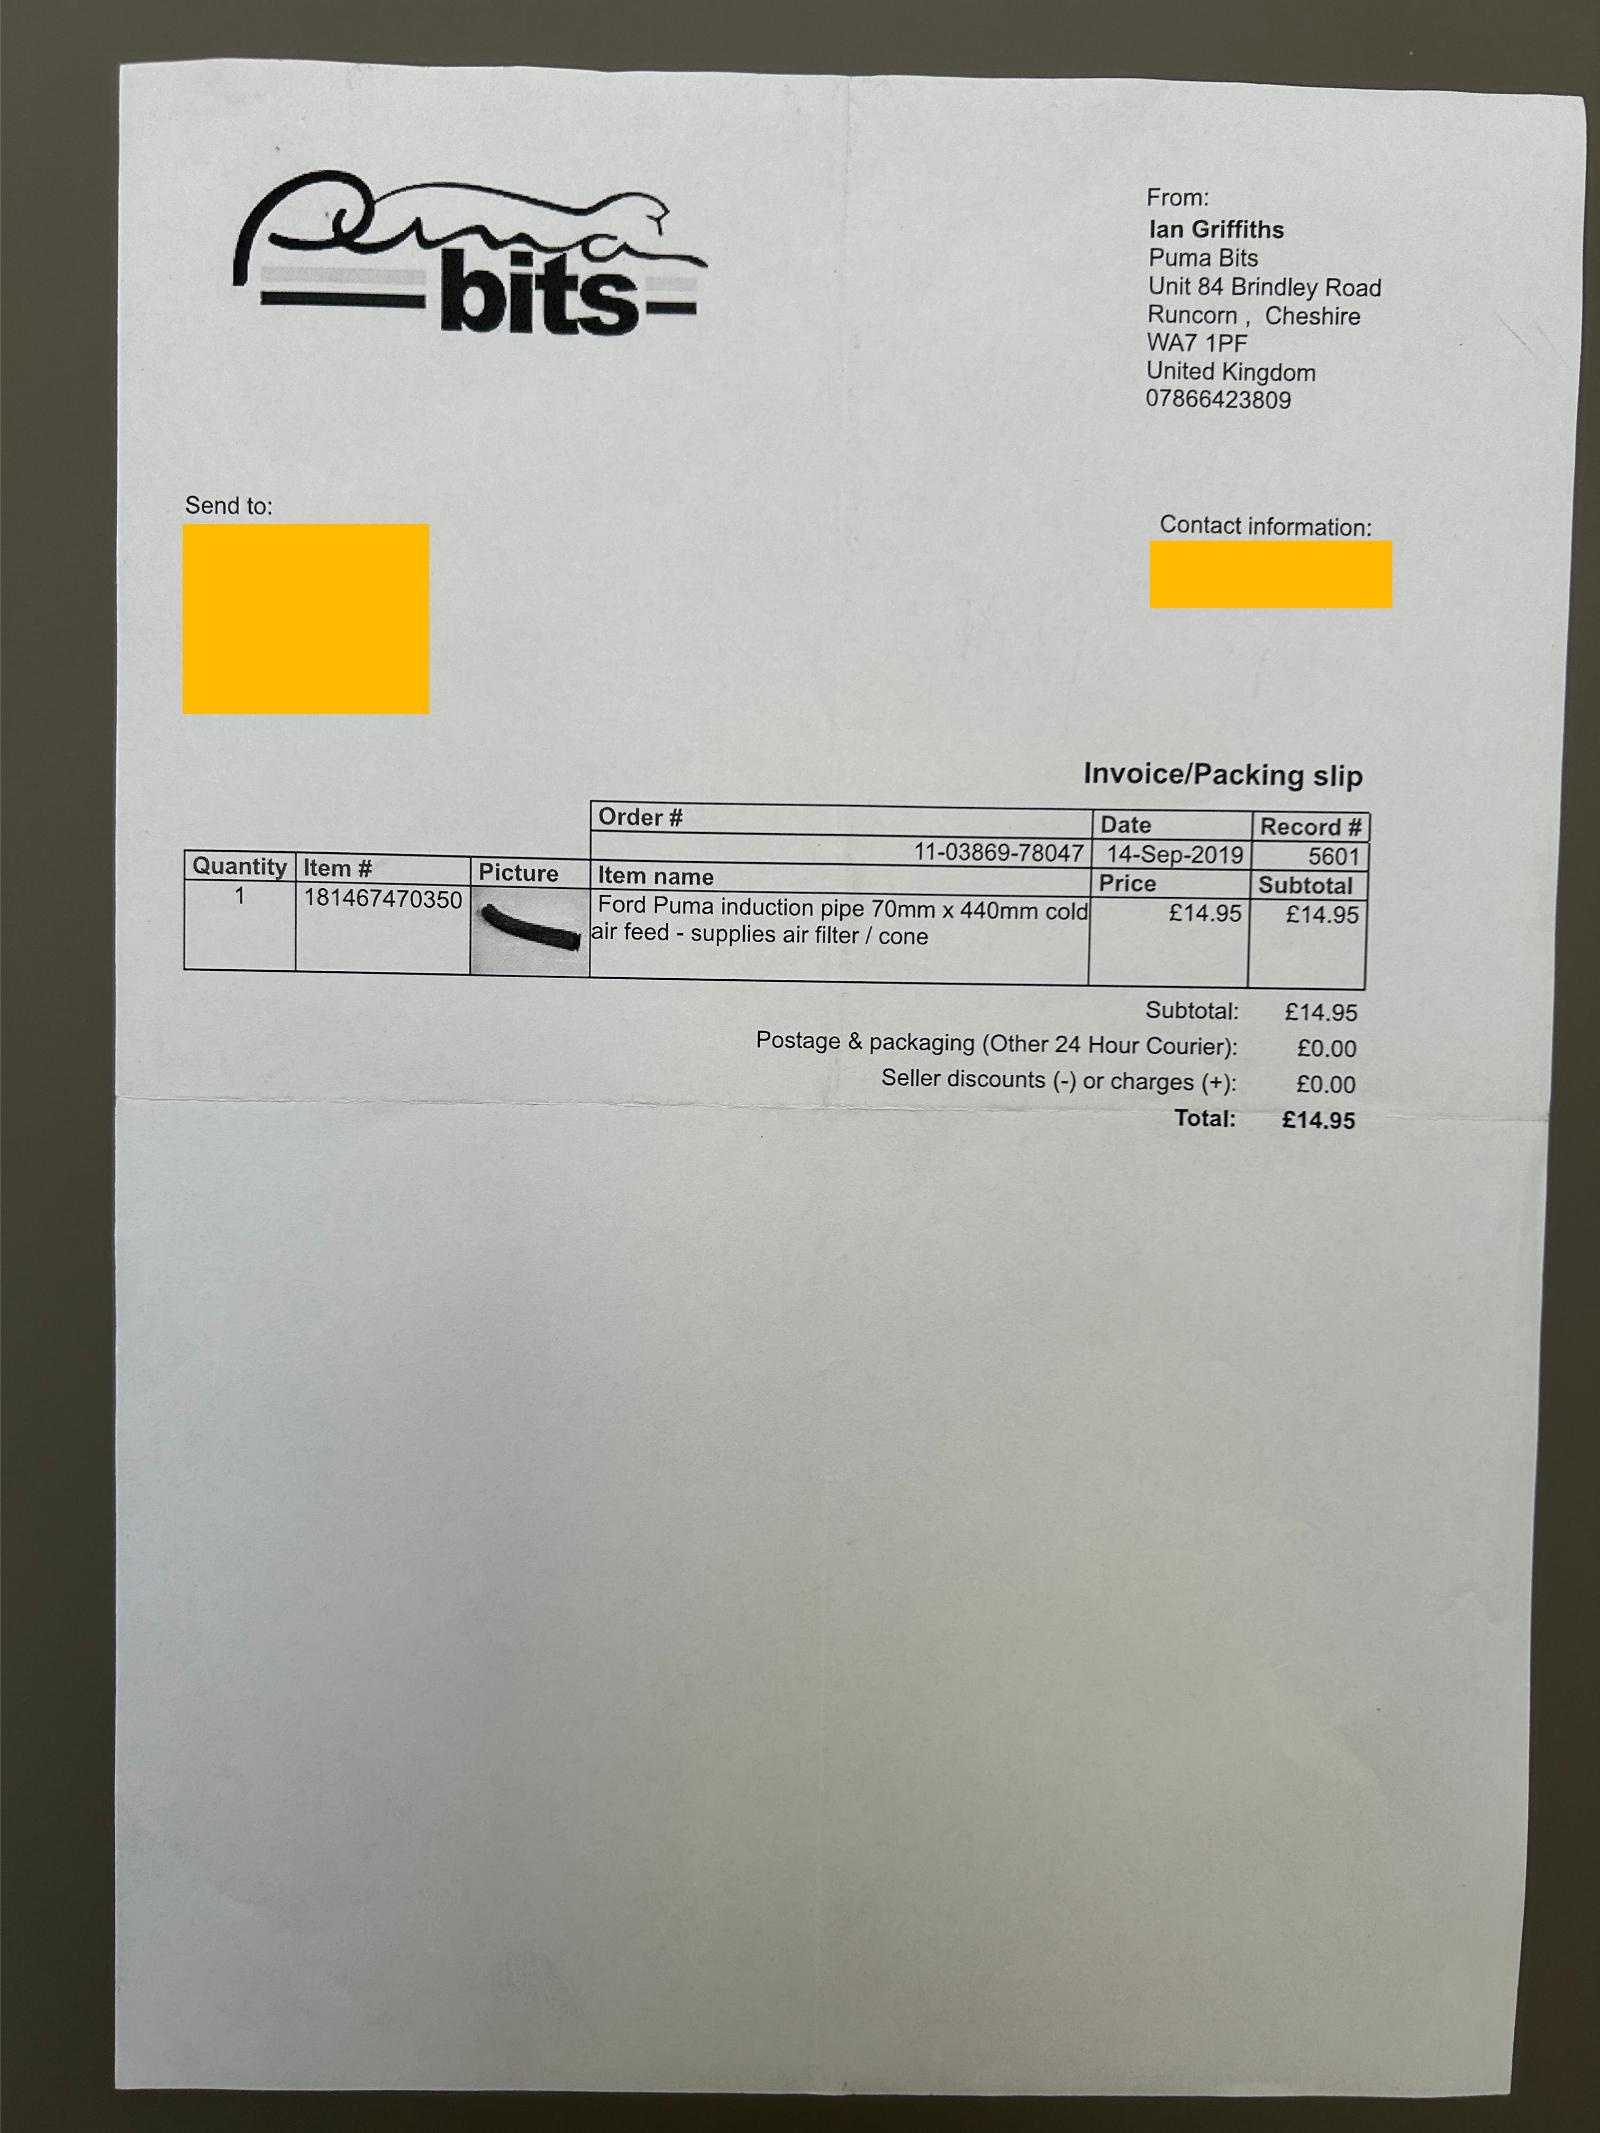 Puma
bits
From:
Ian Griffiths
Puma Bits
Unit 84 Brindley Road
Runcorn , Cheshire
WA7 1PF
United Kingdom
07866423809
Send to:
Contact information:
Invoice/Packing slip
Order # Date Record #
11-03869-78047 14-Sep-2019 5601
Quantity Item # Picture Item name Price Subtotal
1 181467470350 Ford Puma induction pipe 70mm x 440mm cold £14.95 £14.95
air feed - supplies air filter / cone
Subtotal: £14.95
Postage & packaging (Other 24 Hour Courier): £0.00
Seller discounts (-) or charges (+): £0.00
Total: £14.95